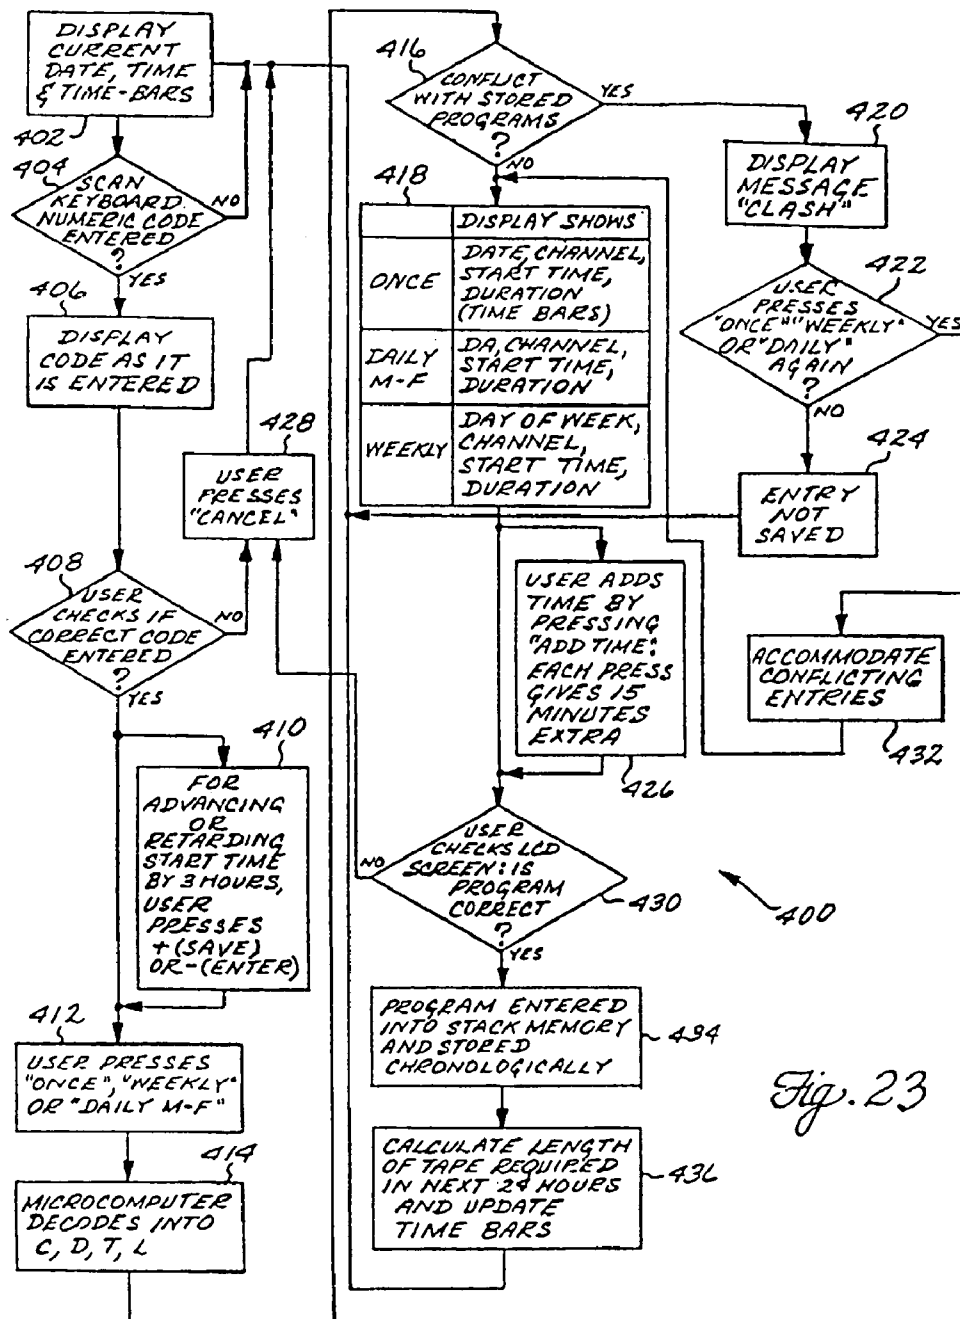 DISPLAY
CURRENT
DATE, TIME
& TIME-BARS
402
404
SCAN
KEYBOARD.
NUMERIC CODE
ENTERED
?
NO
YES
406
DISPLAY
CODE AS IT
IS ENTERED
428
USER
PRESSES
"CANCEL"
408
USER
CHECKS IF
CORRECT CODE
ENTERED
?
NO
YES
410
FOR
ADVANCING
OR
RETARDING
START TIME
BY 3 HOURS,
USER
PRESSES
+(SAVE)
OR-(ENTER)
412
USER PRESSES
"ONCE", "WEEKLY"
OR "DAILY M-F"
414
MICROCOMPUTER
DECODES INTO
C, D, T, L
416
CONFLICT
WITH STORED
PROGRAMS
?
YES
NO
418
DISPLAY SHOWS
ONCE
DATE, CHANNEL,
START TIME,
DURATION
(TIME BARS)
DAILY
M-F
DA, CHANNEL,
START TIME,
DURATION
WEEKLY
DAY OF WEEK,
CHANNEL,
START TIME,
DURATION
420
DISPLAY
MESSAGE
"CLASH"
422
USER
PRESSES
"ONCE" "WEEKLY"
OR "DAILY"
AGAIN
?
YES
NO
424
ENTRY
NOT
SAVED
USER ADDS
TIME BY
PRESSING
"ADD TIME":
EACH PRESS
GIVES 15
MINUTES
EXTRA
426
ACCOMMODATE
CONFLICTING
ENTRIES
432
USER
CHECKS LCD
SCREEN: IS
PROGRAM
CORRECT
?
NO
430
YES
400
PROGRAM ENTERED
INTO STACK MEMORY
AND STORED
CHRONOLOGICALLY
434
CALCULATE LENGTH
OF TAPE REQUIRED
IN NEXT 24 HOURS
AND UPDATE
TIME BARS
436
Fig. 23